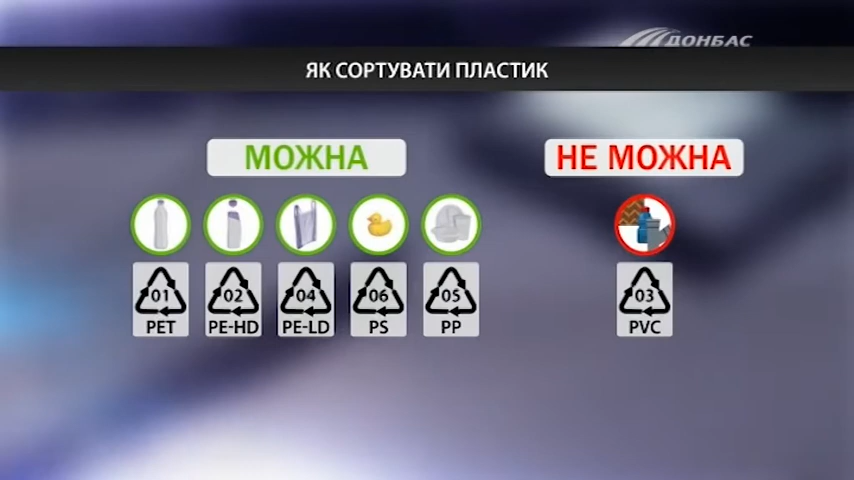 ДОНБАС
ЯК СОРТУВАТИ ПЛАСТИК
МОЖНА
НЕ МОЖНА
01
PET
02
PE-HD
04
PE-LD
06
PS
05
PP
03
PVC